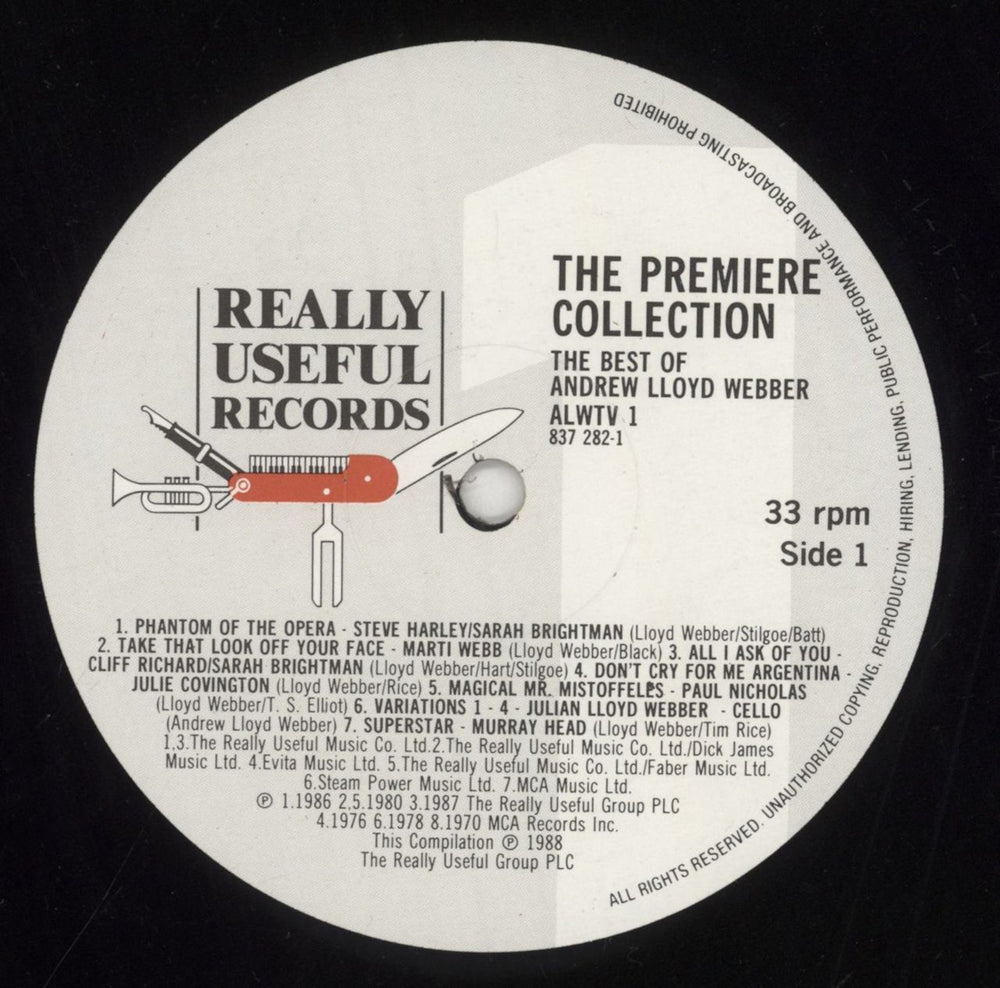 REALLY
USEFUL
RECORDS
THE PREMIERE
COLLECTION
THE BEST OF
ANDREW LLOYD WEBBER
ALWTV 1
837 282-1
33 rpm
Side 1
1. PHANTOM OF THE OPERA - STEVE HARLEY/SARAH BRIGHTMAN (Lloyd Webber/Stilgoe/Batt)
2. TAKE THAT LOOK OFF YOUR FACE - MARTI WEBB (Lloyd Webber/Black) 3. ALL I ASK OF YOU -
CLIFF RICHARD/SARAH BRIGHTMAN (Lloyd Webber/Hart/Stilgoe) 4. DON'T CRY FOR ME ARGENTINA -
JULIE COVINGTON (Lloyd Webber/Rice) 5. MAGICAL MR. MISTOFFELES - PAUL NICHOLAS
(Lloyd Webber/T. S. Elliot) 6. VARIATIONS 1 - 4 - JULIAN LLOYD WEBBER - CELLO
(Andrew Lloyd Webber) 7. SUPERSTAR - MURRAY HEAD (Lloyd Webber/Tim Rice)
1,3.The Really Useful Music Co. Ltd.2.The Really Useful Music Co. Ltd./Dick James
Music Ltd. 4.Evita Music Ltd. 5.The Really Useful Music Co. Ltd./Faber Music Ltd.
6.Steam Power Music Ltd. 7.MCA Music Ltd.
℗ 1.1986 2,5.1980 3.1987 The Really Useful Group PLC
4.1976 6.1978 8.1970 MCA Records Inc.
This Compilation ℗ 1988
The Really Useful Group PLC
ALL RIGHTS RESERVED. UNAUTHORIZED COPYING, REPRODUCTION, HIRING, LENDING, PUBLIC PERFORMANCE AND BROADCASTING PROHIBITED